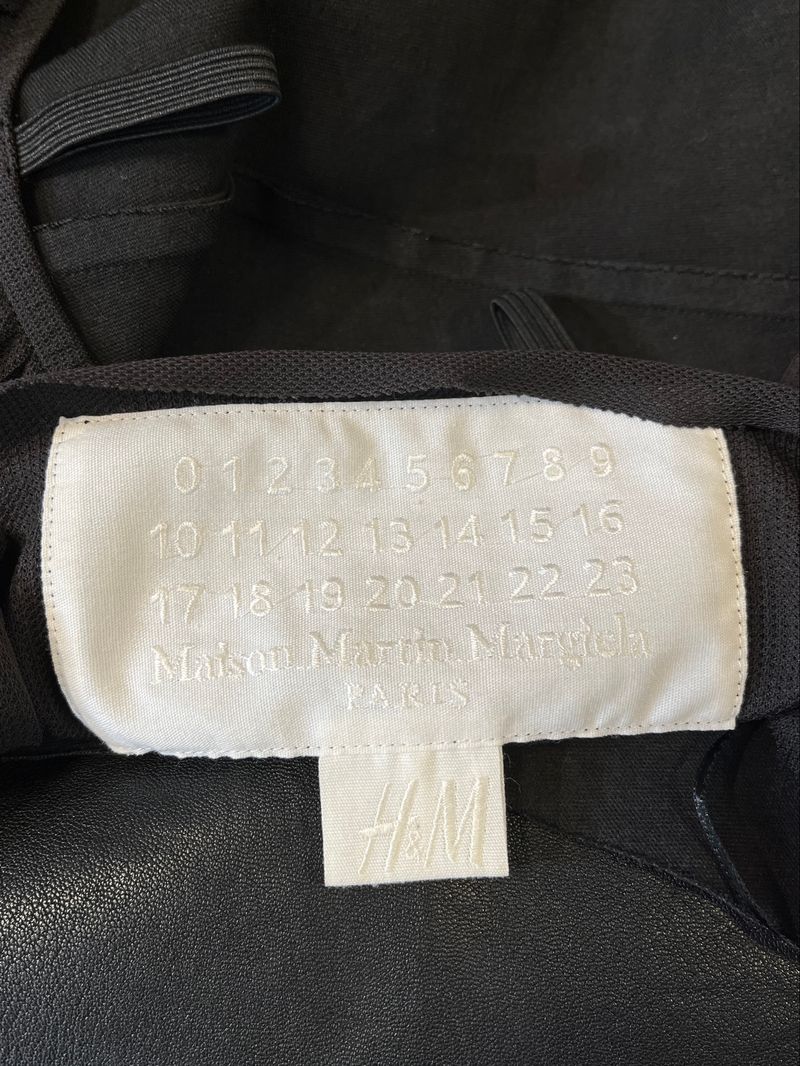 0 1 2 3 4 5 6 7 8 9
10 11 12 13 14 15 16
17 18 19 20 21 22 23
Maison Martin Margiela
PARIS
H&M